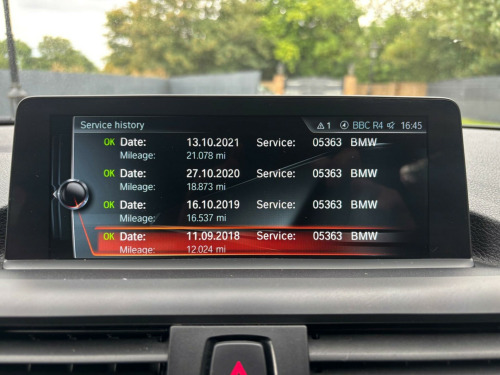 Service history 1 BBC R4 16:45
OK Date: 13.10.2021 Service: 05363 BMW
Mileage: 21.078 mi
OK Date: 27.10.2020 Service: 05363 BMW
Mileage: 18.873 mi
OK Date: 16.10.2019 Service: 05363 BMW
Mileage: 16.537 mi
OK Date: 11.09.2018 Service: 05363 BMW
Mileage: 12.024 mi